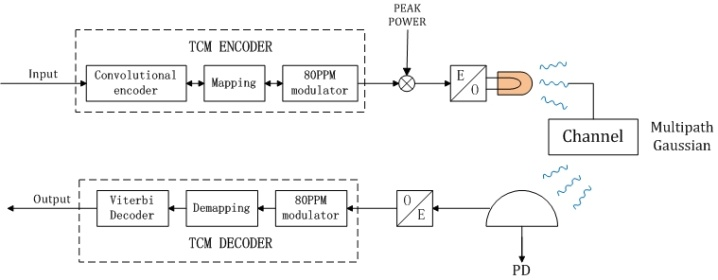 PEAK
POWER
TCM ENCODER
Input
Convolutional
encoder
Mapping
8OPPM
modulator
E
O
Channel
Multipath
Gaussian
Output
Viterbi
Decoder
Demapping
8OPPM
modulator
O
E
TCM DECODER
PD